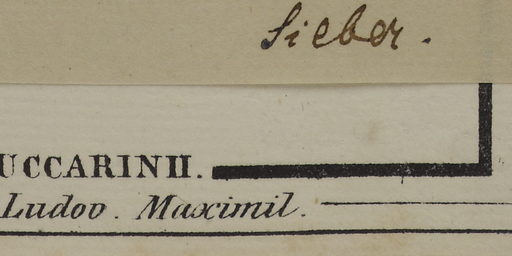 Sieber.
UCCARINII.
Ludov. Maximil.